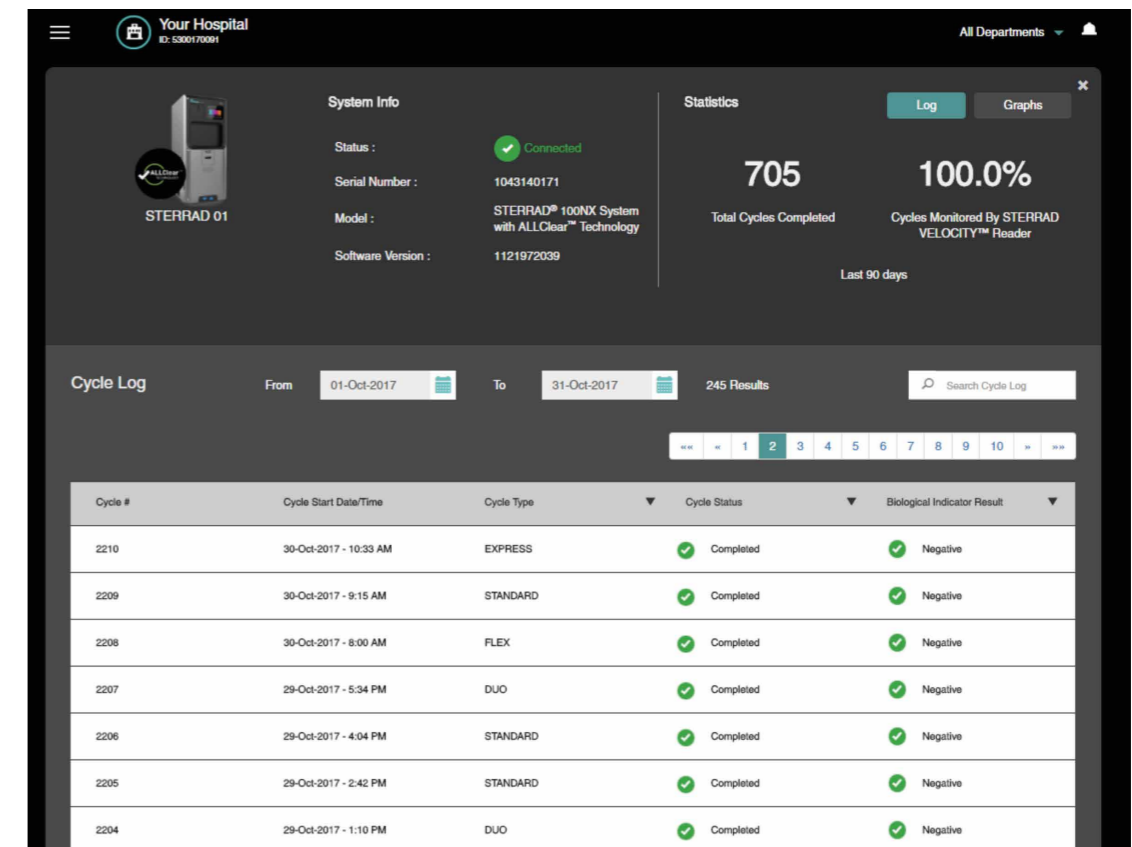 Your Hospital
ID: 5300170091
All Departments
System Info
Statistics
Log
Graphs
Status :
Connected
Serial Number :
1043140171
Model :
STERRAD® 100NX System
with ALLClear™ Technology
Software Version :
1121972039
ALLClear
STERRAD 01
705
Total Cycles Completed
100.0%
Cycles Monitored By STERRAD
VELOCITY™ Reader
Last 90 days
Cycle Log
From
01-Oct-2017
To
31-Oct-2017
245 Results
Search Cycle Log
«« « 1 2 3 4 5 6 7 8 9 10 » »»
Cycle # Cycle Start Date/Time Cycle Type Cycle Status Biological Indicator Result
2210 30-Oct-2017 - 10:33 AM EXPRESS Completed Negative
2209 30-Oct-2017 - 9:15 AM STANDARD Completed Negative
2208 30-Oct-2017 - 8:00 AM FLEX Completed Negative
2207 29-Oct-2017 - 5:34 PM DUO Completed Negative
2206 29-Oct-2017 - 4:04 PM STANDARD Completed Negative
2205 29-Oct-2017 - 2:42 PM STANDARD Completed Negative
2204 29-Oct-2017 - 1:10 PM DUO Completed Negative